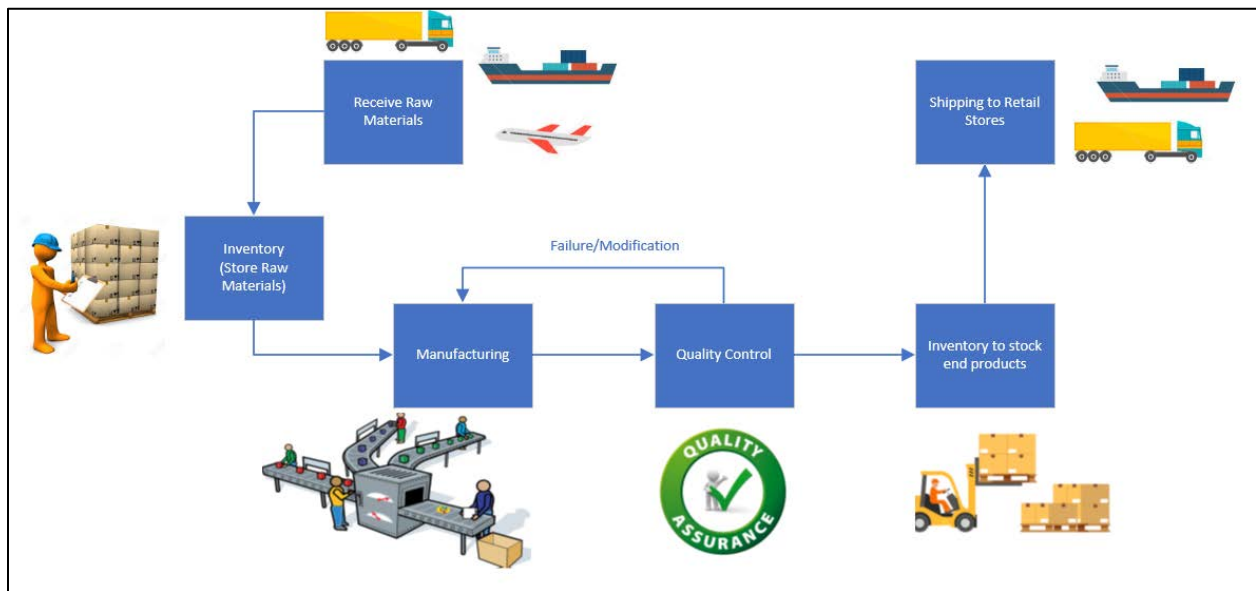 Receive Raw
Materials
Shipping to Retail
Stores
Inventory
(Store Raw
Materials)
Failure/Modification
Manufacturing
Quality Control
Inventory to stock
end products
QUALITY
ASSURANCE